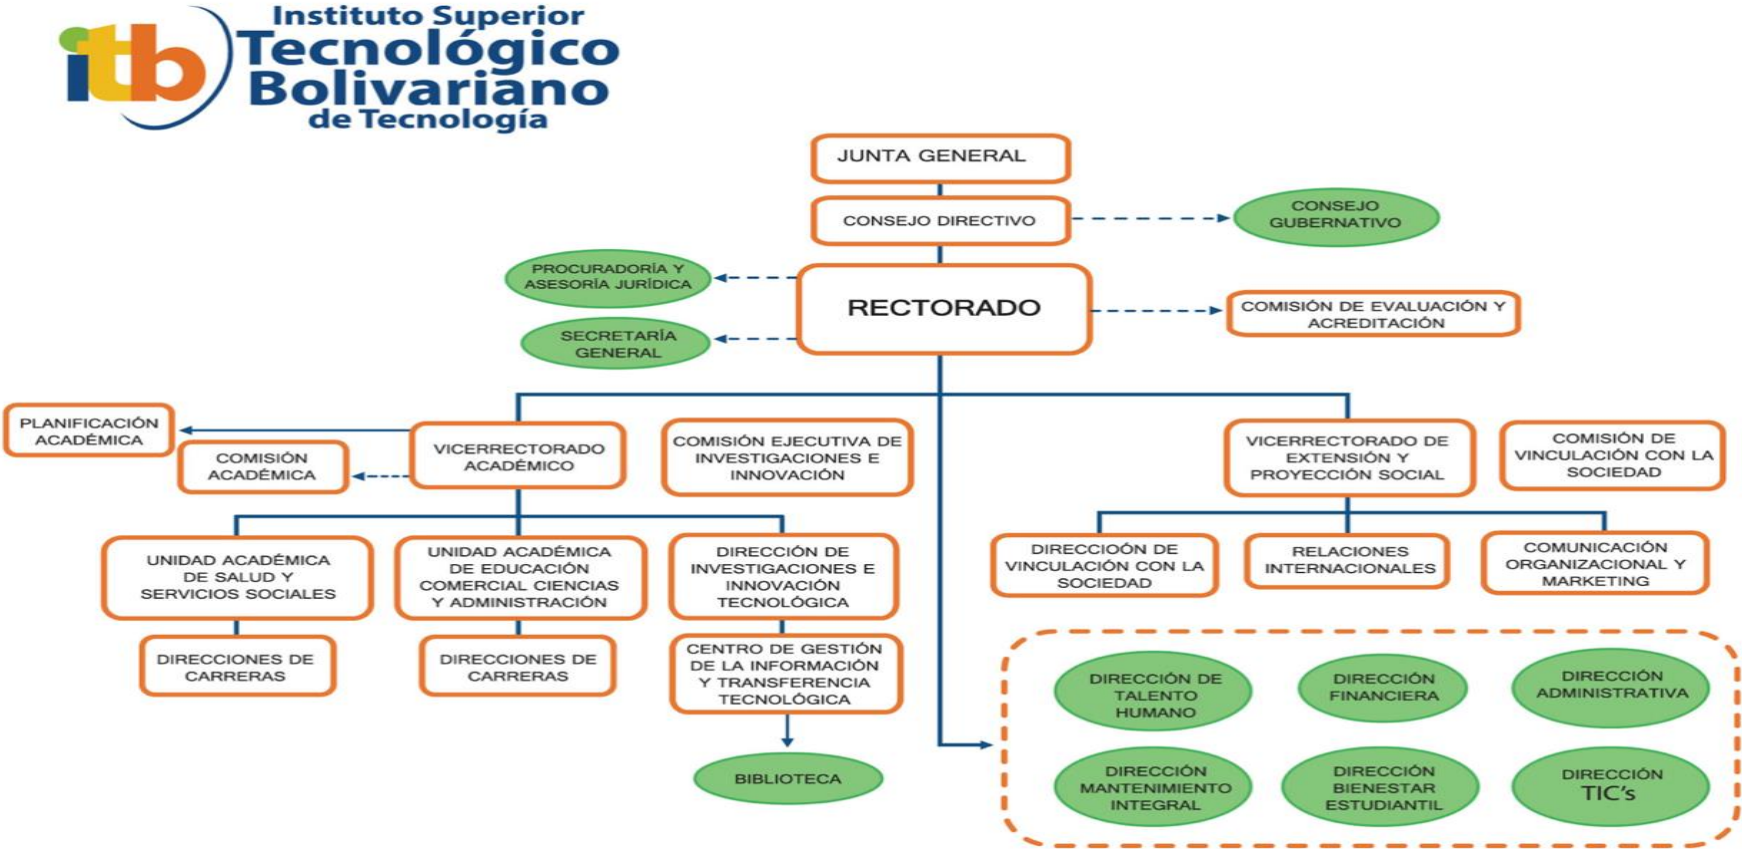 itb
Instituto Superior
Tecnológico
Bolivariano
de Tecnología
JUNTA GENERAL
CONSEJO DIRECTIVO
CONSEJO
GUBERNATIVO
PROCURADORÍA Y
ASESORÍA JURÍDICA
RECTORADO
COMISIÓN DE EVALUACIÓN Y
ACREDITACIÓN
SECRETARÍA
GENERAL
PLANIFICACIÓN
ACADÉMICA
COMISIÓN
ACADÉMICA
VICERRECTORADO
ACADÉMICO
COMISIÓN EJECUTIVA DE
INVESTIGACIONES E
INNOVACIÓN
VICERRECTORADO DE
EXTENSIÓN Y
PROYECCIÓN SOCIAL
COMISIÓN DE
VINCULACIÓN CON LA
SOCIEDAD
UNIDAD ACADÉMICA
DE SALUD Y
SERVICIOS SOCIALES
UNIDAD ACADÉMICA
DE EDUCACIÓN
COMERCIAL CIENCIAS
Y ADMINISTRACIÓN
DIRECCIÓN DE
INVESTIGACIONES E
INNOVACIÓN
TECNOLÓGICA
DIRECCIOÓN DE
VINCULACIÓN CON LA
SOCIEDAD
RELACIONES
INTERNACIONALES
COMUNICACIÓN
ORGANIZACIONAL Y
MARKETING
DIRECCIONES DE
CARRERAS
DIRECCIONES DE
CARRERAS
CENTRO DE GESTIÓN
DE LA INFORMACIÓN
Y TRANSFERENCIA
TECNOLÓGICA
BIBLIOTECA
DIRECCIÓN DE
TALENTO
HUMANO
DIRECCIÓN
FINANCIERA
DIRECCIÓN
ADMINISTRATIVA
DIRECCIÓN
MANTENIMIENTO
INTEGRAL
DIRECCIÓN
BIENESTAR
ESTUDIANTIL
DIRECCIÓN
TIC's